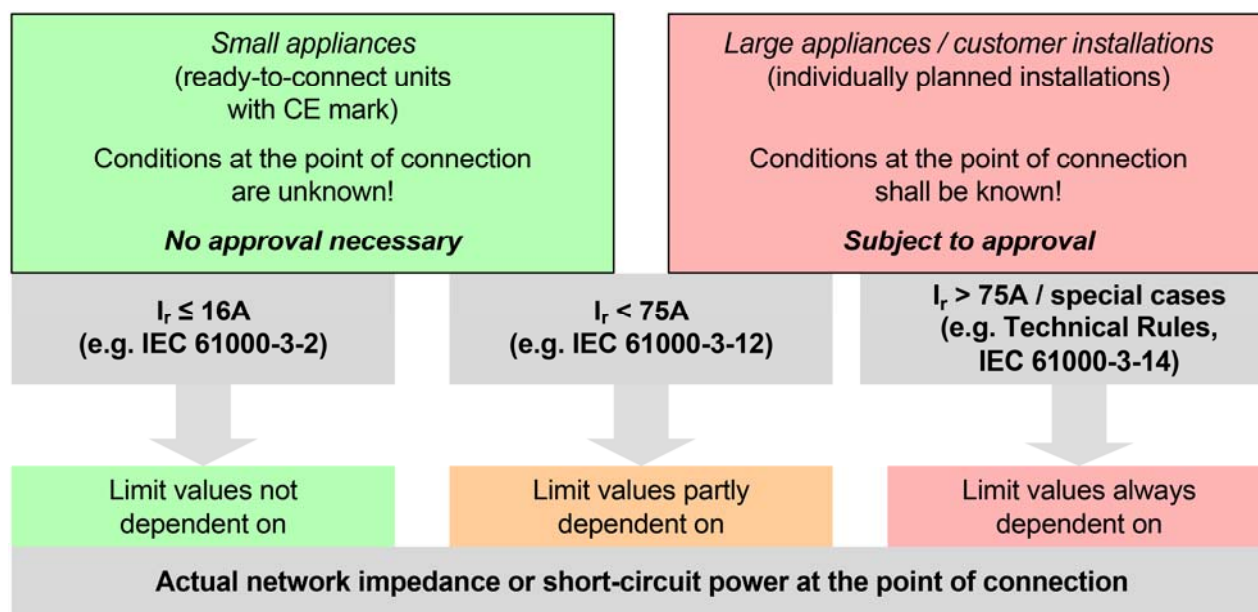 Small appliances
(ready-to-connect units
with CE mark)
Conditions at the point of connection
are unknown!
No approval necessary
Large appliances / customer installations
(individually planned installations)
Conditions at the point of connection
shall be known!
Subject to approval
Ir ≤ 16A
(e.g. IEC 61000-3-2)
Ir < 75A
(e.g. IEC 61000-3-12)
Ir > 75A / special cases
(e.g. Technical Rules,
IEC 61000-3-14)
Limit values not
dependent on
Limit values partly
dependent on
Limit values always
dependent on
Actual network impedance or short-circuit power at the point of connection